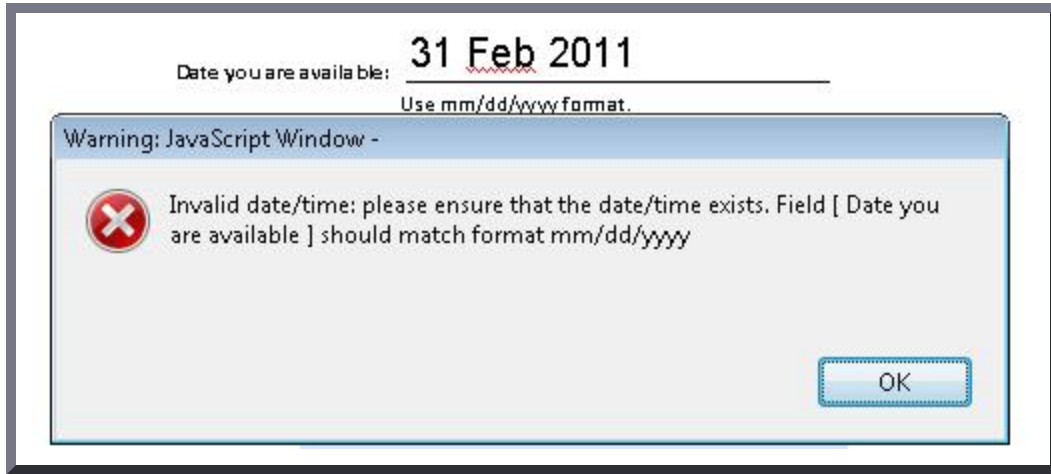 Date you are available: 31 Feb 2011
Use mm/dd/yyyy format.
Warning: JavaScript Window -
Invalid date/time: please ensure that the date/time exists. Field [ Date you
are available ] should match format mm/dd/yyyy
OK